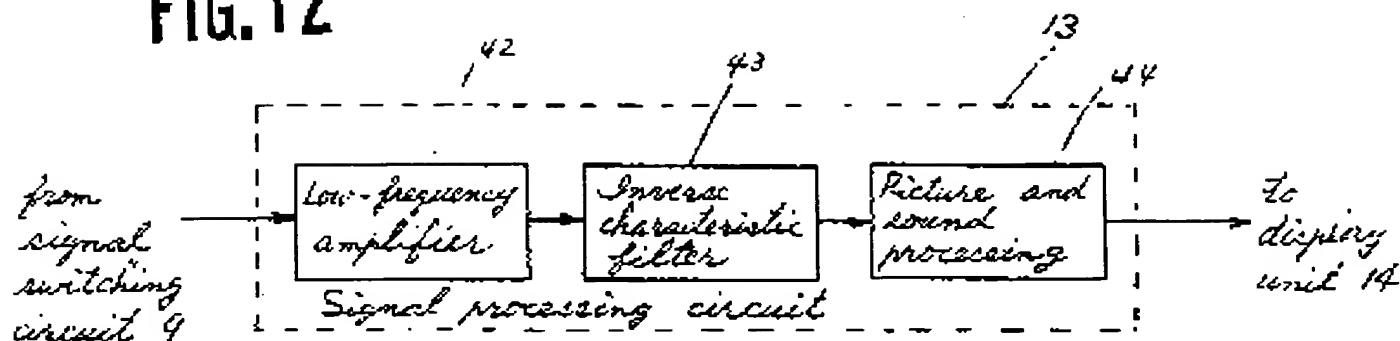 FIG. 12
42
43
13
44
from
signal
switching
circuit 9
Low-frequency
amplifier
Inverse
characteristic
filter
Picture and
sound
processing
to
display
unit 14
Signal processing circuit